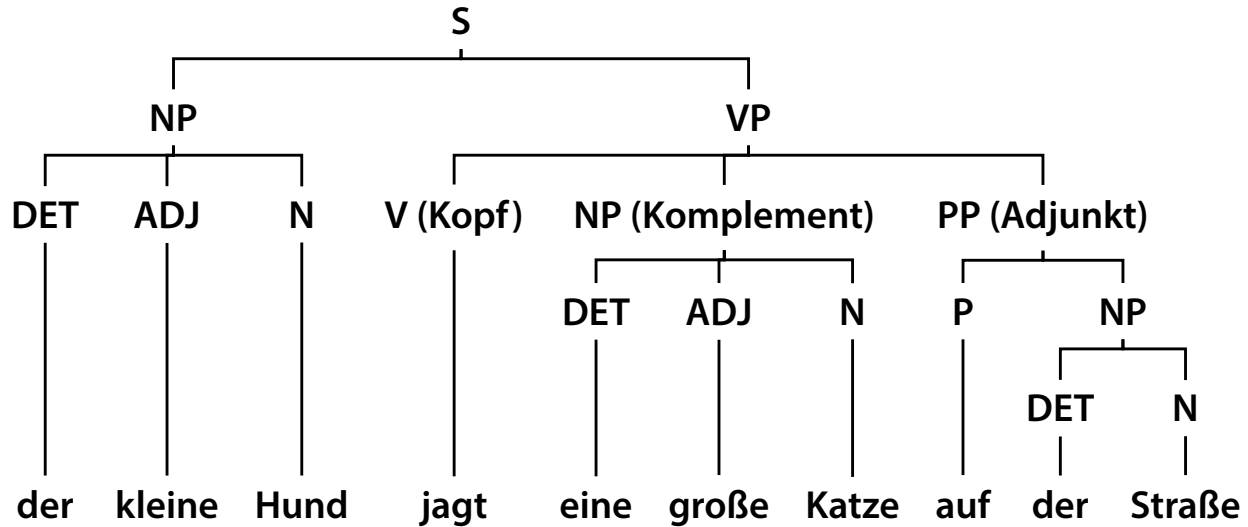 S
NP VP
DET ADJ N V (Kopf) NP (Komplement) PP (Adjunkt)
DET ADJ N P NP
DET N
der kleine Hund jagt eine große Katze auf der Straße